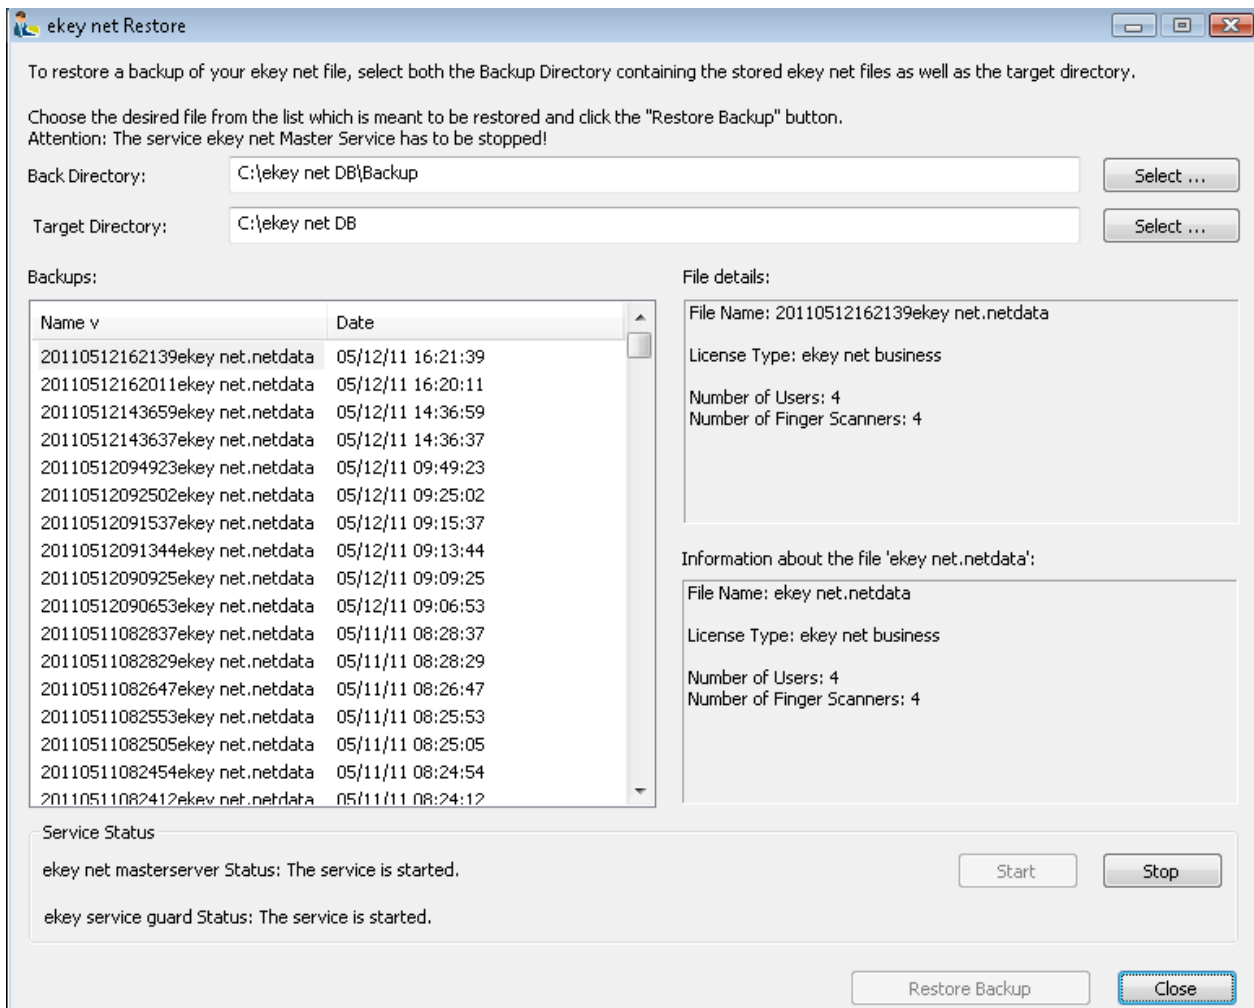 ekey net Restore
To restore a backup of your ekey net file, select both the Backup Directory containing the stored ekey net files as well as the target directory.
Choose the desired file from the list which is meant to be restored and click the "Restore Backup" button.
Attention: The service ekey net Master Service has to be stopped!
Back Directory: C:\ekey net DB\Backup Select ...
Target Directory: C:\ekey net DB Select ...
Backups:
Name v Date
20110512162139ekey net.netdata 05/12/11 16:21:39
20110512162011ekey net.netdata 05/12/11 16:20:11
20110512143659ekey net.netdata 05/12/11 14:36:59
20110512143637ekey net.netdata 05/12/11 14:36:37
20110512094923ekey net.netdata 05/12/11 09:49:23
20110512092502ekey net.netdata 05/12/11 09:25:02
20110512091537ekey net.netdata 05/12/11 09:15:37
20110512091344ekey net.netdata 05/12/11 09:13:44
20110512090925ekey net.netdata 05/12/11 09:09:25
20110512090653ekey net.netdata 05/12/11 09:06:53
20110511082837ekey net.netdata 05/11/11 08:28:37
20110511082829ekey net.netdata 05/11/11 08:28:29
20110511082647ekey net.netdata 05/11/11 08:26:47
20110511082553ekey net.netdata 05/11/11 08:25:53
20110511082505ekey net.netdata 05/11/11 08:25:05
20110511082454ekey net.netdata 05/11/11 08:24:54
20110511082412ekey net.netdata 05/11/11 08:24:12
File details:
File Name: 20110512162139ekey net.netdata
License Type: ekey net business
Number of Users: 4
Number of Finger Scanners: 4
Information about the file 'ekey net.netdata':
File Name: ekey net.netdata
License Type: ekey net business
Number of Users: 4
Number of Finger Scanners: 4
Service Status
ekey net masterserver Status: The service is started. Start Stop
ekey service guard Status: The service is started.
Restore Backup Close